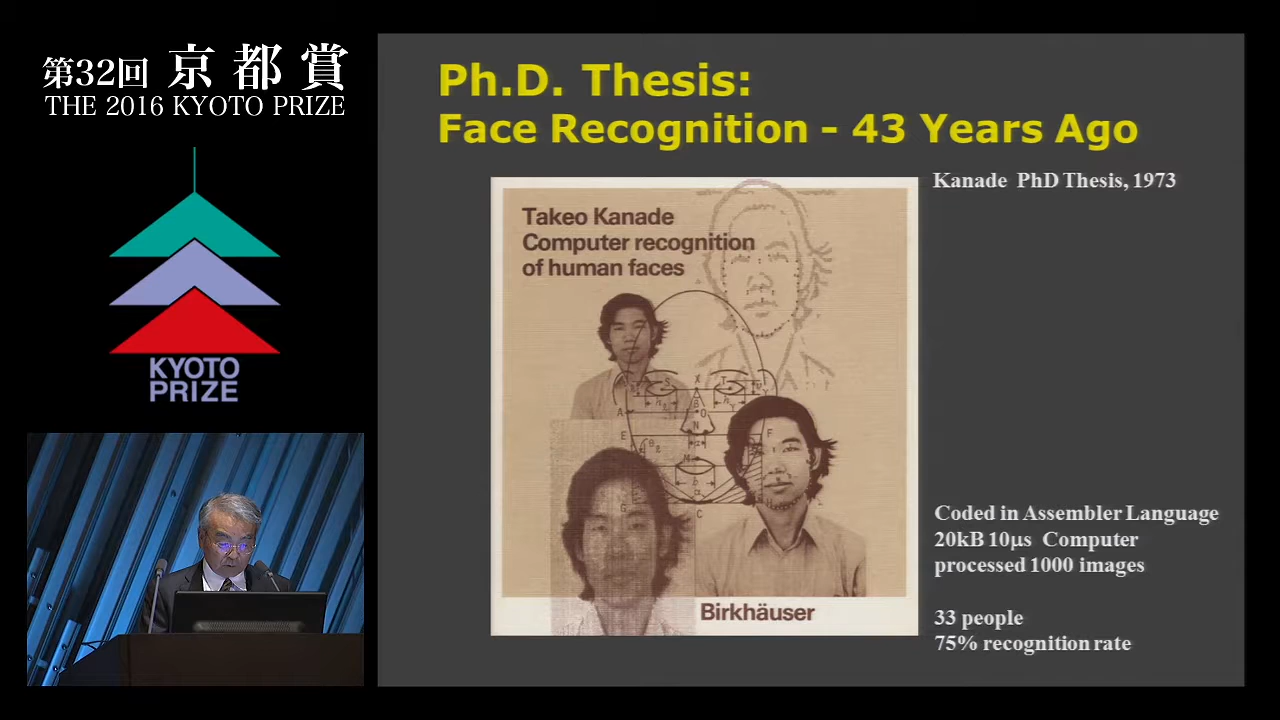 第32回 京都賞
THE 2016 KYOTO PRIZE
KYOTO
PRIZE
Ph.D. Thesis:
Face Recognition - 43 Years Ago
Kanade PhD Thesis, 1973
Takeo Kanade
Computer recognition
of human faces
Birkhäuser
Coded in Assembler Language
20kB 10μs Computer
processed 1000 images
33 people
75% recognition rate